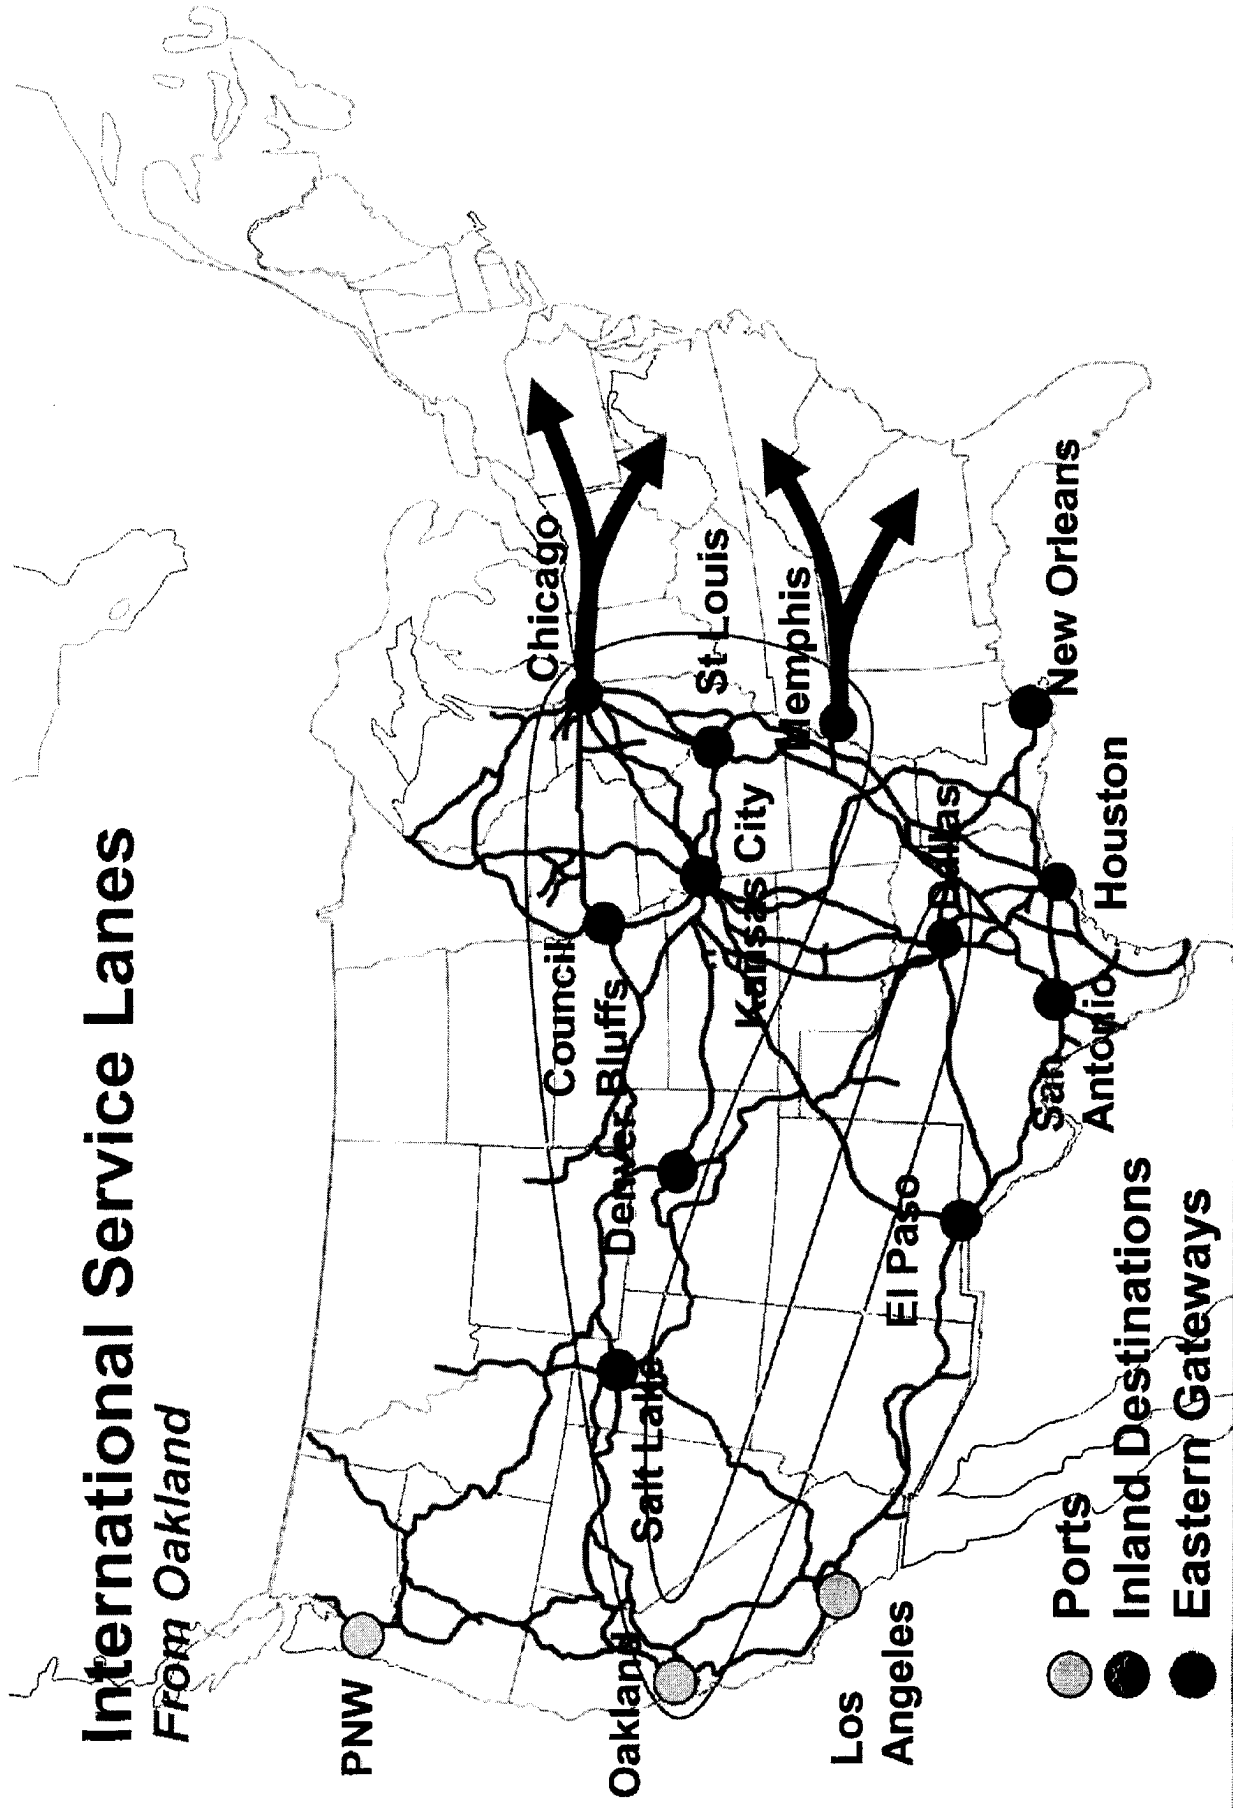 International Service Lanes
From Oakland
PNW
Oakland
Los
Angeles
Salt Lake
Denver
El Paso
Council
Bluffs
Kansas City
Dallas
San
Antonio
Houston
Chicago
St Louis
Memphis
New Orleans
Ports
Inland Destinations
Eastern Gateways